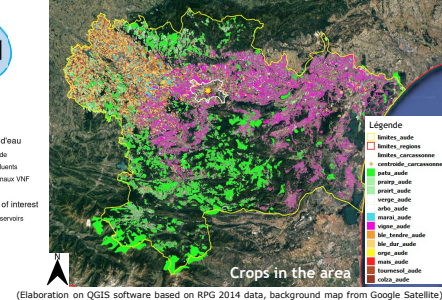 d'eau
de
luents
naux VNF
of interest
servoirs
Légende
limites_aude
limites_regions
limites_carcassonne
centroide_carcassonne
patu_aude
prairp_aude
prairt_aude
verge_aude
arbo_aude
marai_aude
vigne_aude
ble_tendre_aude
ble_dur_aude
orge_aude
mais_aude
tournesol_aude
colza_aude
N
Crops in the area
(Elaboration on QGIS software based on RPG 2014 data, background map from Google Satellite)